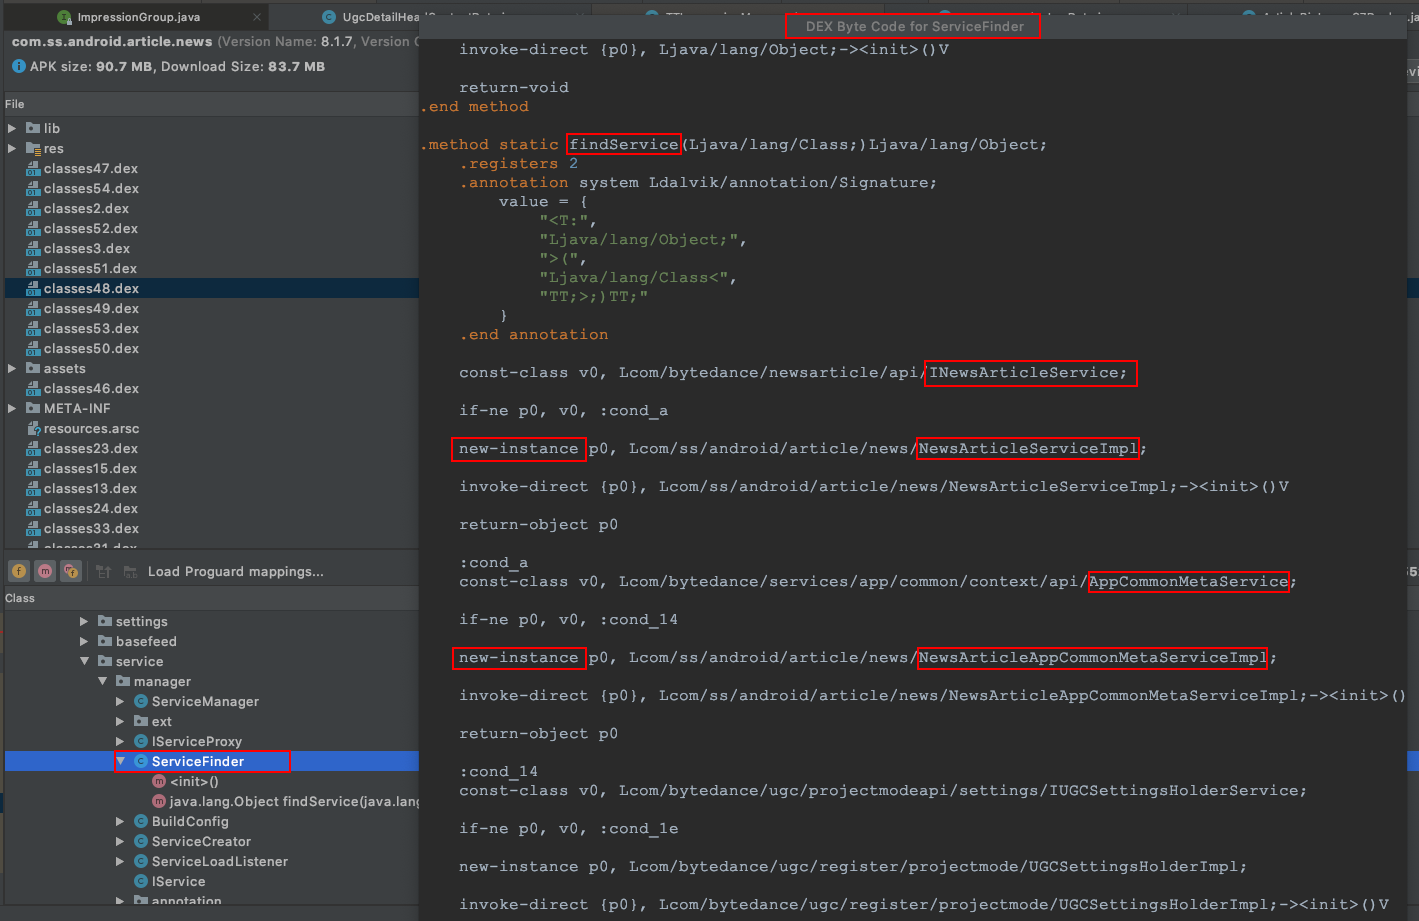 ImpressionGroup.java
com.ss.android.article.news (Version Name: 8.1.7, Version
APK size: 90.7 MB, Download Size: 83.7 MB
File
lib
res
classes47.dex
classes54.dex
classes2.dex
classes52.dex
classes3.dex
classes51.dex
classes48.dex
classes49.dex
classes53.dex
classes50.dex
assets
classes46.dex
META-INF
resources.arsc
classes23.dex
classes15.dex
classes13.dex
classes24.dex
classes33.dex
classes31.dex
Load Proguard mappings...
Class
settings
basefeed
service
manager
ServiceManager
ext
IServiceProxy
ServiceFinder
<init>()
java.lang.Object findService(java.lang
BuildConfig
ServiceCreator
ServiceLoadListener
IService
annotation
DEX Byte Code for ServiceFinder
invoke-direct {p0}, Ljava/lang/Object;-><init>()V
return-void
.end method
.method static findService(Ljava/lang/Class;)Ljava/lang/Object;
.registers 2
.annotation system Ldalvik/annotation/Signature;
value = {
"<T:",
"Ljava/lang/Object;",
">(",
"Ljava/lang/Class<",
"TT;>;)TT;"
}
.end annotation
const-class v0, Lcom/bytedance/newsarticle/api/INewsArticleService;
if-ne p0, v0, :cond_a
new-instance p0, Lcom/ss/android/article/news/NewsArticleServiceImpl;
invoke-direct {p0}, Lcom/ss/android/article/news/NewsArticleServiceImpl;-><init>()V
return-object p0
:cond_a
const-class v0, Lcom/bytedance/services/app/common/context/api/AppCommonMetaService;
if-ne p0, v0, :cond_14
new-instance p0, Lcom/ss/android/article/news/NewsArticleAppCommonMetaServiceImpl;
invoke-direct {p0}, Lcom/ss/android/article/news/NewsArticleAppCommonMetaServiceImpl;-><init>()
return-object p0
:cond_14
const-class v0, Lcom/bytedance/ugc/projectmodeapi/settings/IUGCSettingsHolderService;
if-ne p0, v0, :cond_1e
new-instance p0, Lcom/bytedance/ugc/register/projectmode/UGCSettingsHolderImpl;
invoke-direct {p0}, Lcom/bytedance/ugc/register/projectmode/UGCSettingsHolderImpl;-><init>()V